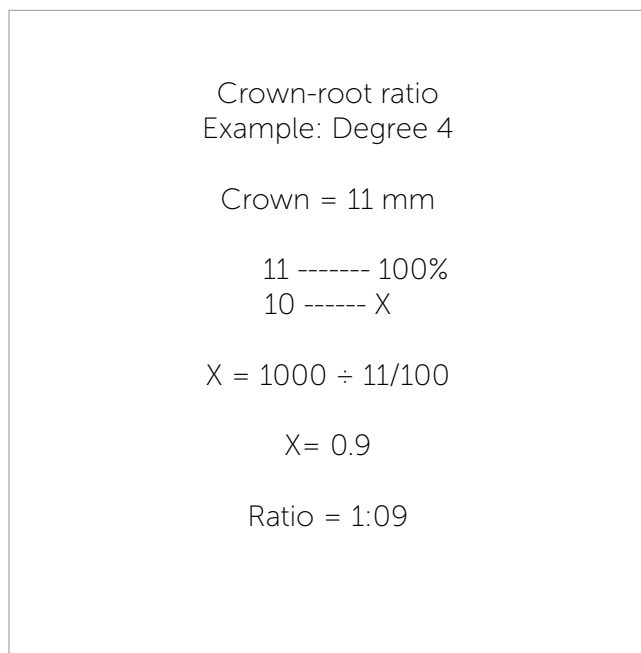 Crown-root ratio
Example: Degree 4
Crown = 11 mm
11 ------- 100%
10 ------ X
X = 1000 ÷ 11/100
X= 0.9
Ratio = 1:09